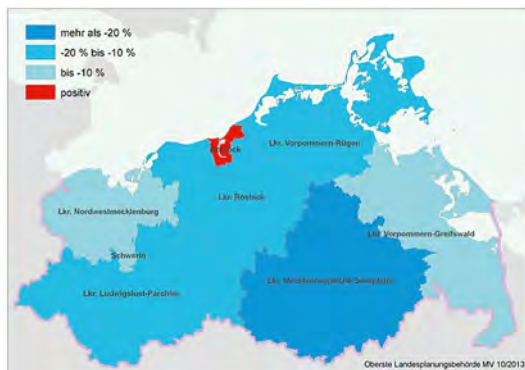 mehr als -20 %
-20 % bis -10 %
bis -10 %
positiv
Lkr. Vorpommern-Rügen
Rostock
Lkr. Rostock
Lkr. Nordwestmecklenburg
Lkr. Vorpommern-Greifswald
Schwerin
Lkr. Mecklenburgische Seenplatte
Lkr. Ludwigslust-Parchim
Oberste Landesplanungsbehörde MV 10/2013